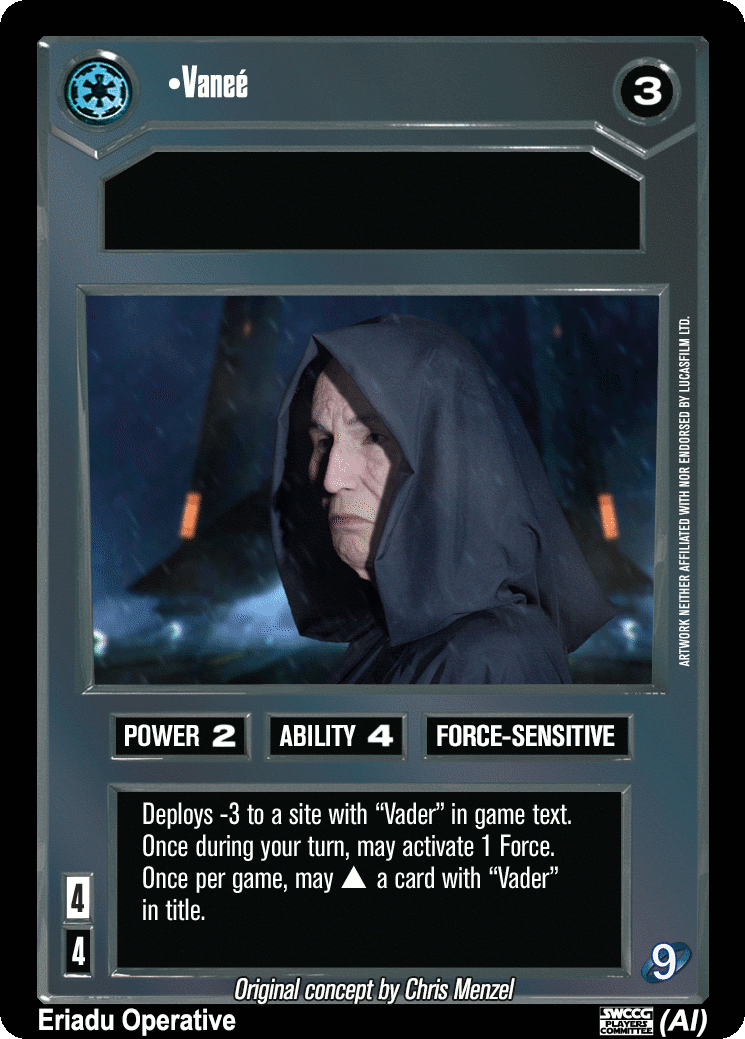 •Vaneé
3
ARTWORK NEITHER AFFILIATED WITH NOR ENDORSED BY LUCASFILM LTD.
POWER 2
ABILITY 4
FORCE-SENSITIVE
Deploys -3 to a site with “Vader” in game text.
Once during your turn, may activate 1 Force.
Once per game, may ▲ a card with “Vader”
in title.
4
4
9
Original concept by Chris Menzel
Eriadu Operative
SWCCG
PLAYERS
COMMITTEE
(AI)